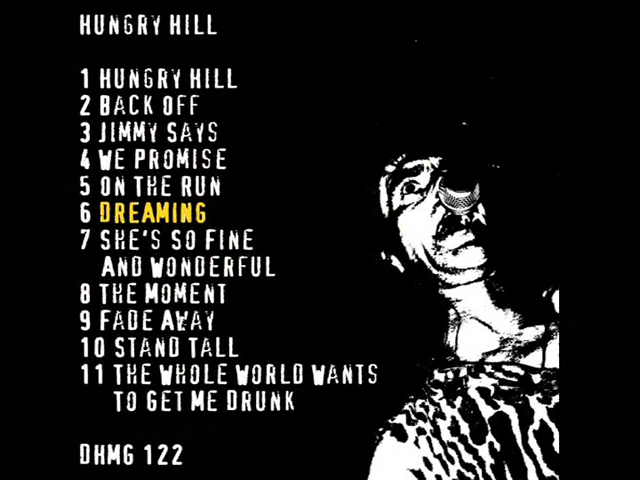 HUNGRY HILL
1 HUNGRY HILL
2 BACK OFF
3 JIMMY SAYS
4 WE PROMISE
5 ON THE RUN
6 DREAMING
7 SHE'S SO FINE
AND WONDERFUL
8 THE MOMENT
9 FADE AWAY
10 STAND TALL
11 THE WHOLE WORLD WANTS
TO GET ME DRUNK
DHMG 122